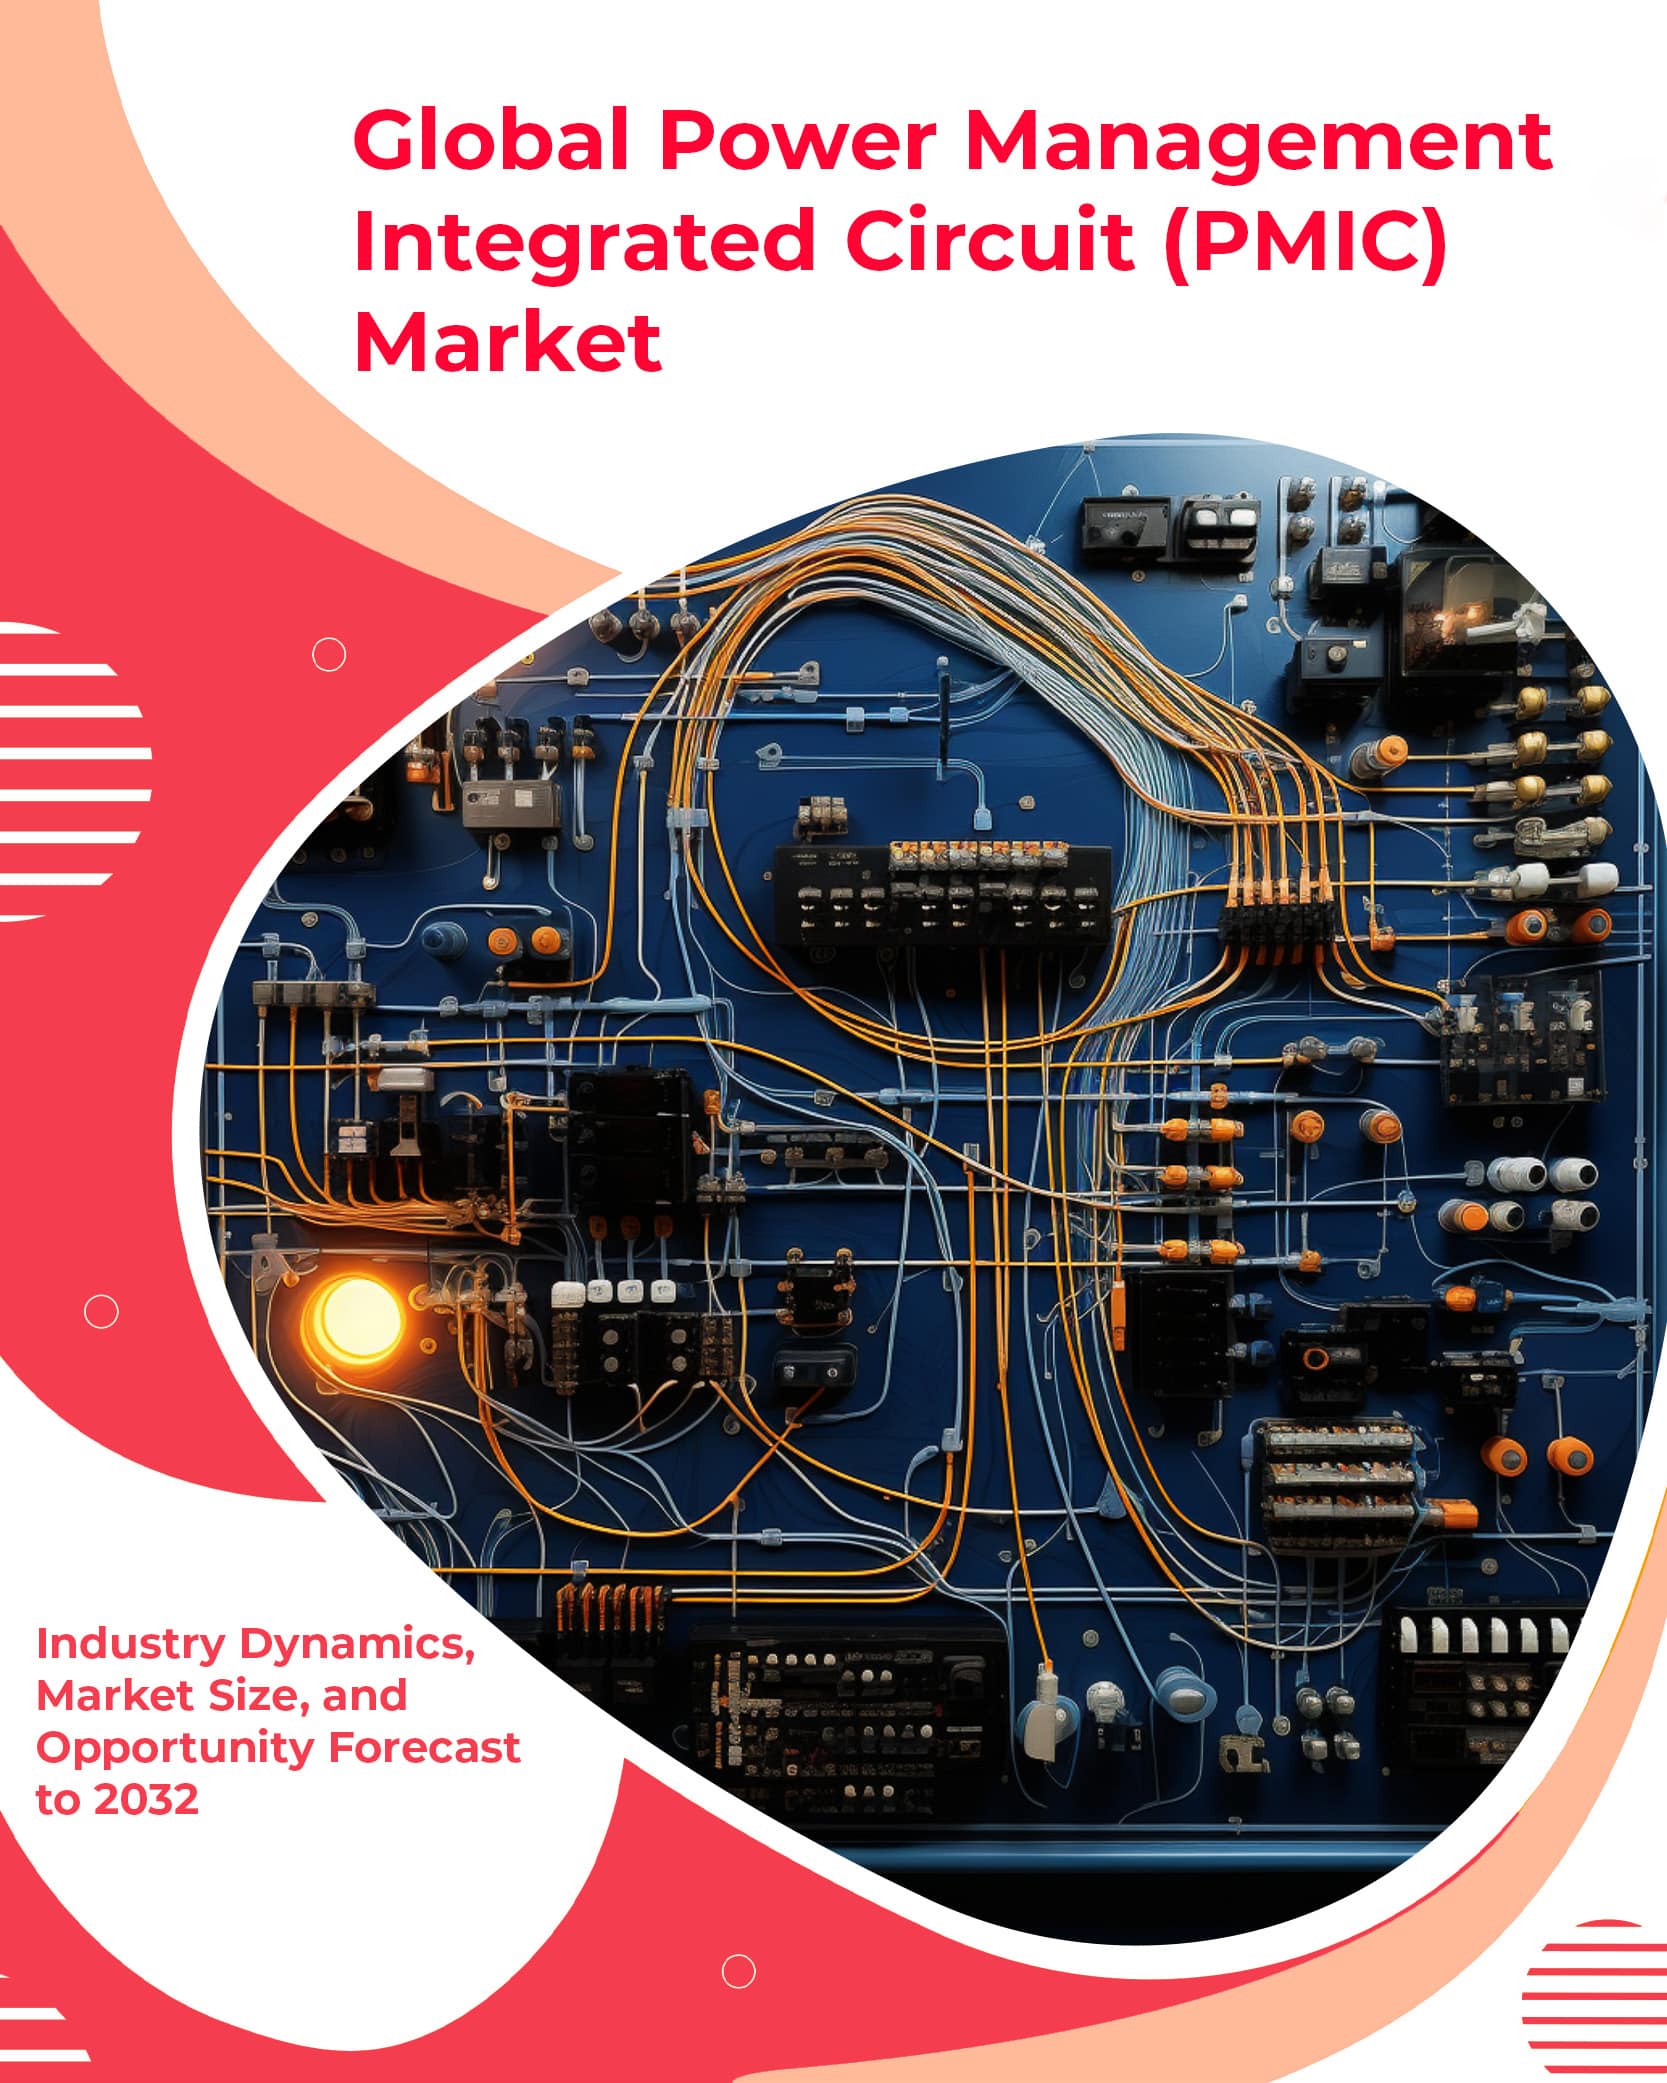 Global Power Management
Integrated Circuit (PMIC)
Market
Industry Dynamics,
Market Size, and
Opportunity Forecast
to 2032